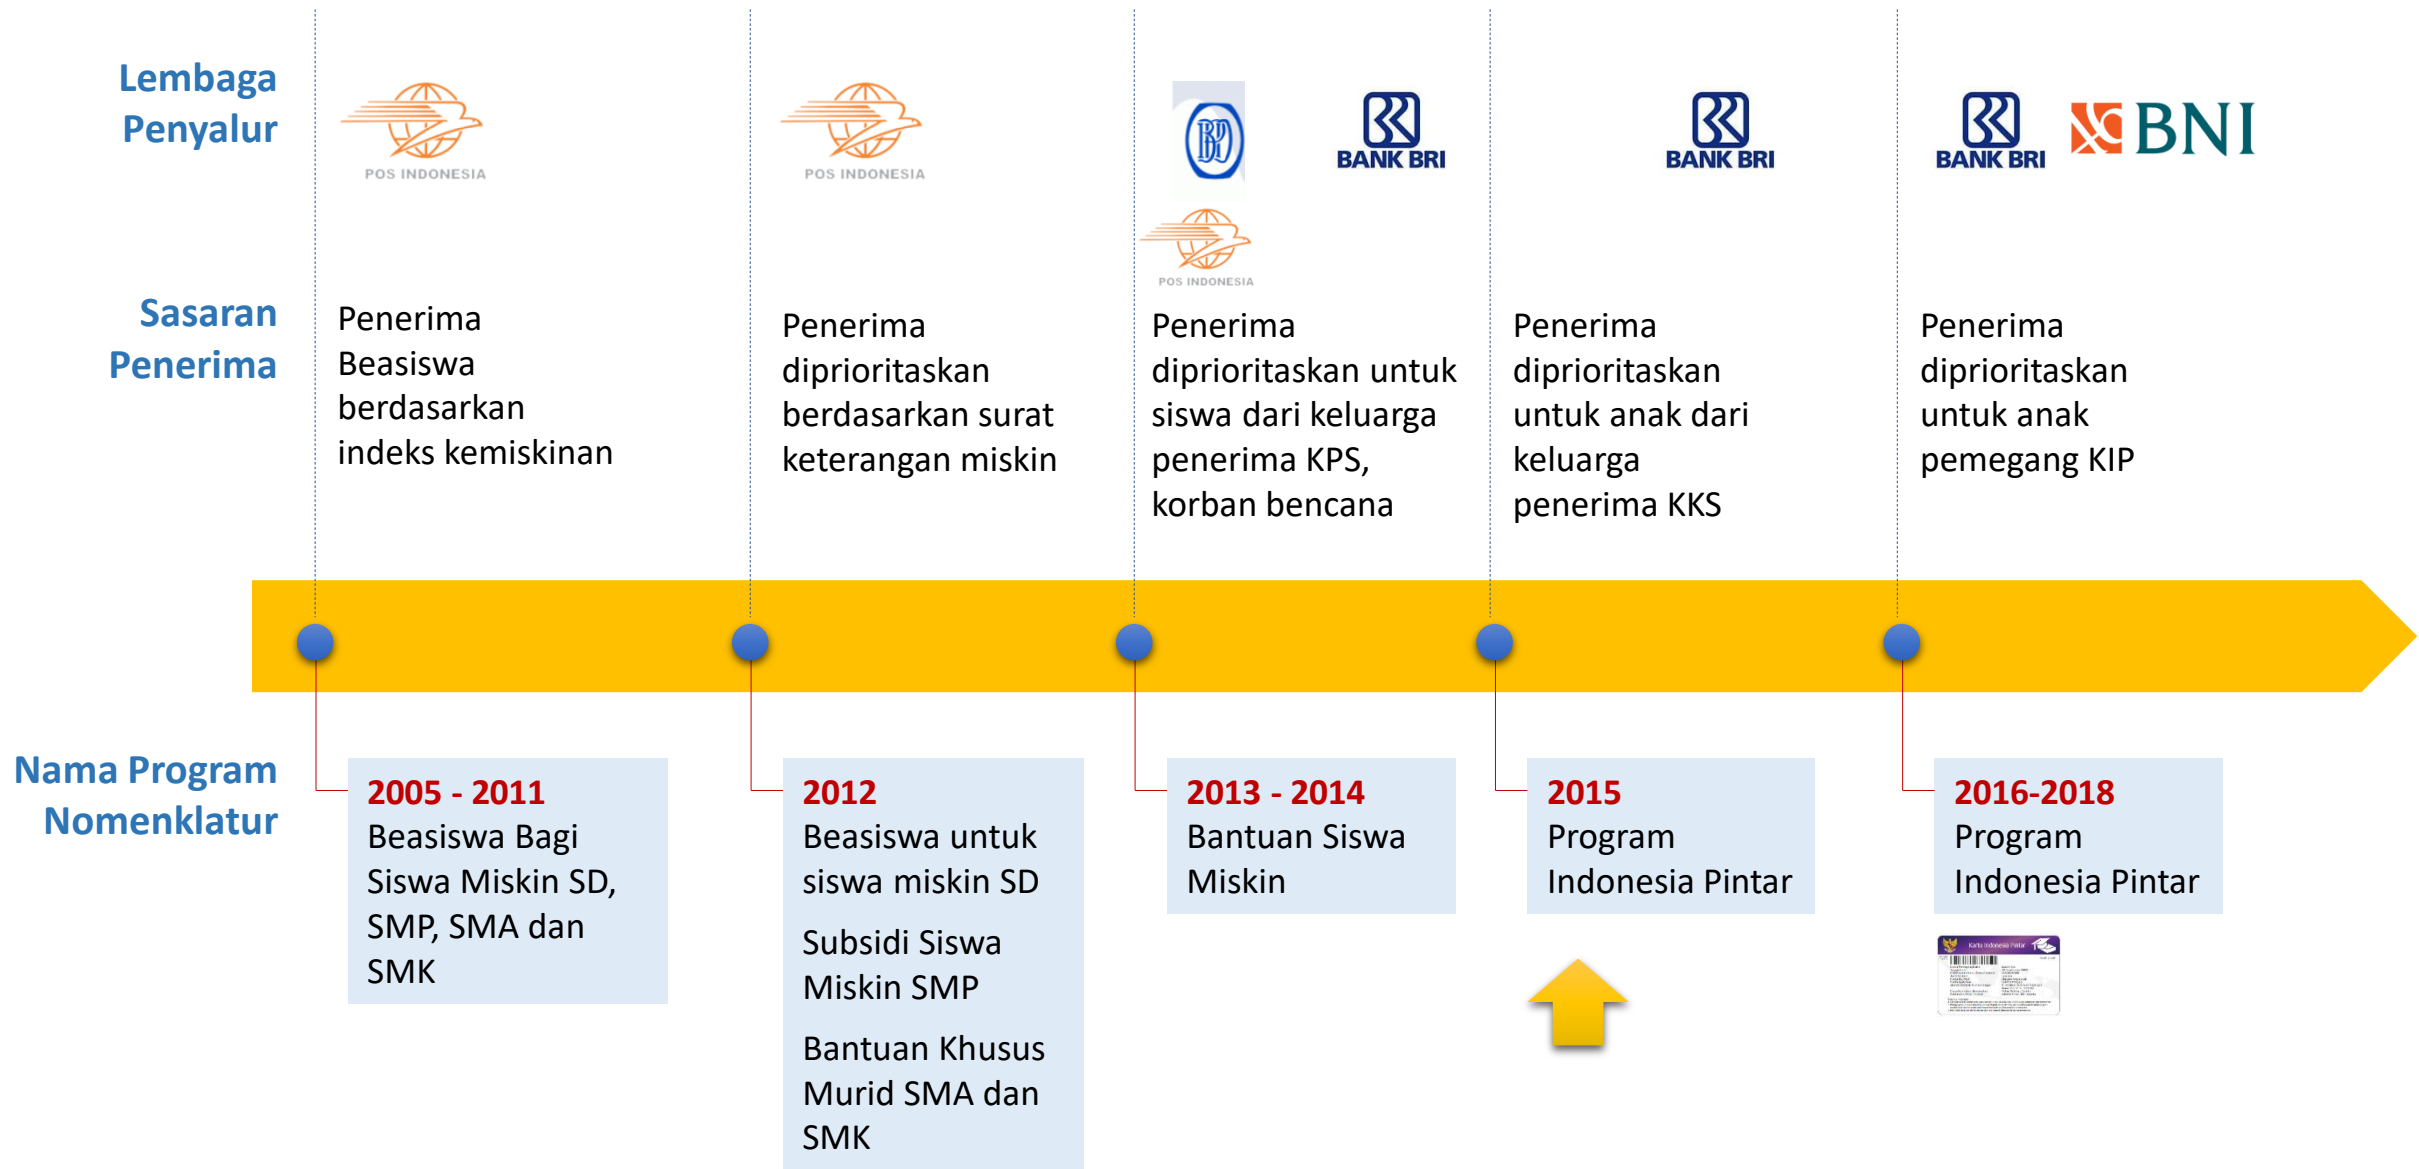 Lembaga
Penyalur
POS INDONESIA
POS INDONESIA
BPD
POS INDONESIA
BANK BRI
BANK BRI
BANK BRI
BNI
Sasaran
Penerima
Penerima
Beasiswa
berdasarkan
indeks kemiskinan
Penerima
diprioritaskan
berdasarkan surat
keterangan miskin
Penerima
diprioritaskan untuk
siswa dari keluarga
penerima KPS,
korban bencana
Penerima
diprioritaskan
untuk anak dari
keluarga
penerima KKS
Penerima
diprioritaskan
untuk anak
pemegang KIP
Nama Program
Nomenklatur
2005 - 2011
Beasiswa Bagi
Siswa Miskin SD,
SMP, SMA dan
SMK
2012
Beasiswa untuk
siswa miskin SD
Subsidi Siswa
Miskin SMP
Bantuan Khusus
Murid SMA dan
SMK
2013 - 2014
Bantuan Siswa
Miskin
2015
Program
Indonesia Pintar
2016-2018
Program
Indonesia Pintar
Kartu Indonesia Pintar